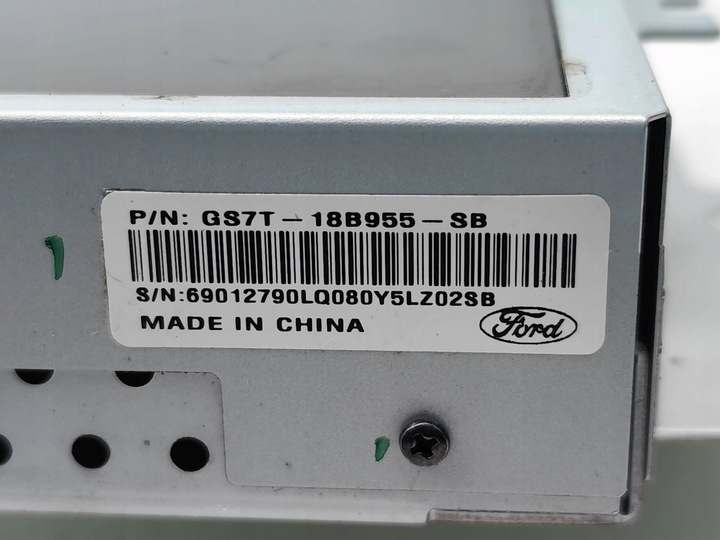 P/N: GS7T-18B955-SB
S/N:69012790LQ080Y5LZ02SB
MADE IN CHINA
Ford